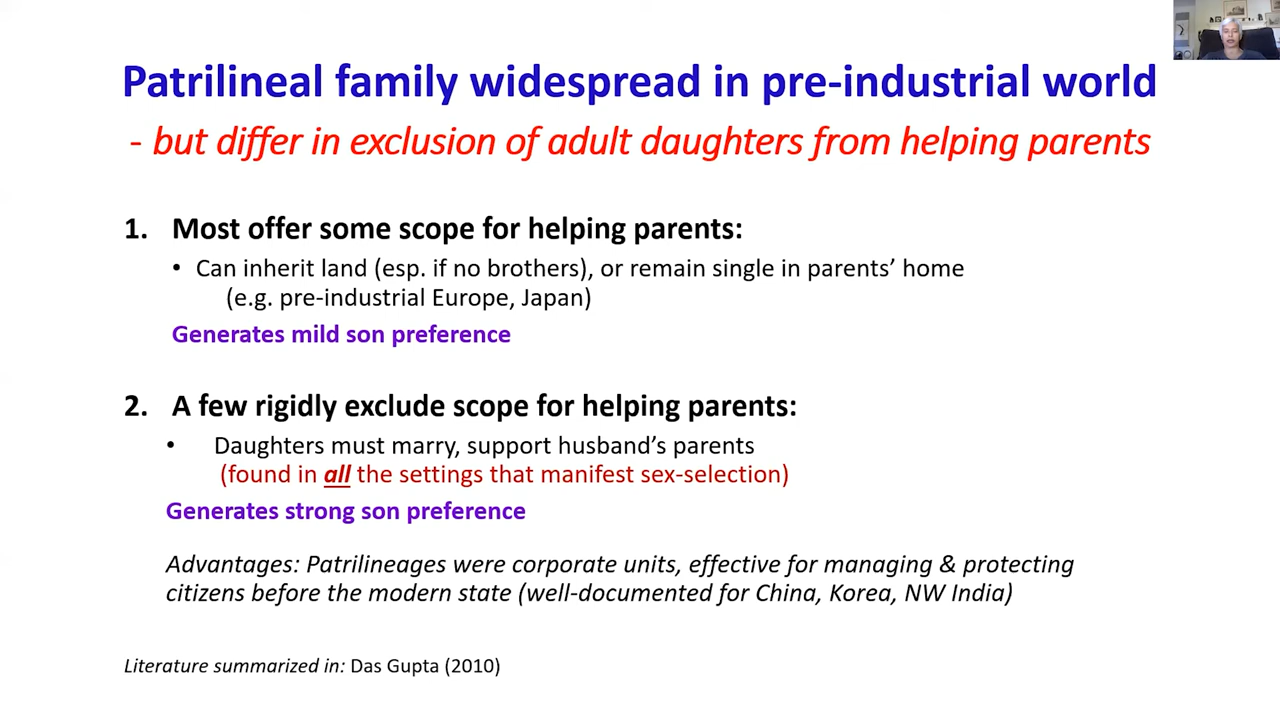 Patrilineal family widespread in pre-industrial world
- but differ in exclusion of adult daughters from helping parents
1. Most offer some scope for helping parents:
• Can inherit land (esp. if no brothers), or remain single in parents’ home
(e.g. pre-industrial Europe, Japan)
Generates mild son preference
2. A few rigidly exclude scope for helping parents:
• Daughters must marry, support husband’s parents
(found in all the settings that manifest sex-selection)
Generates strong son preference
Advantages: Patrilineages were corporate units, effective for managing & protecting
citizens before the modern state (well-documented for China, Korea, NW India)
Literature summarized in: Das Gupta (2010)